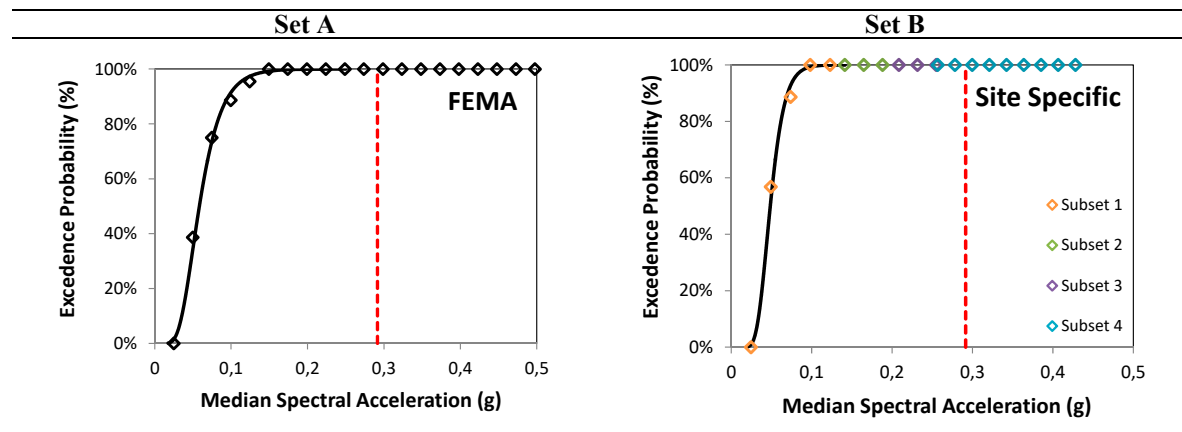 Set A Set B
Excedence Probability (%)
100%
80%
60%
40%
20%
0%
FEMA
0 0,1 0,2 0,3 0,4 0,5
Median Spectral Acceleration (g)
Excedence Probability (%)
100%
80%
60%
40%
20%
0%
Site Specific
Subset 1
Subset 2
Subset 3
Subset 4
0 0,1 0,2 0,3 0,4 0,5
Median Spectral Acceleration (g)